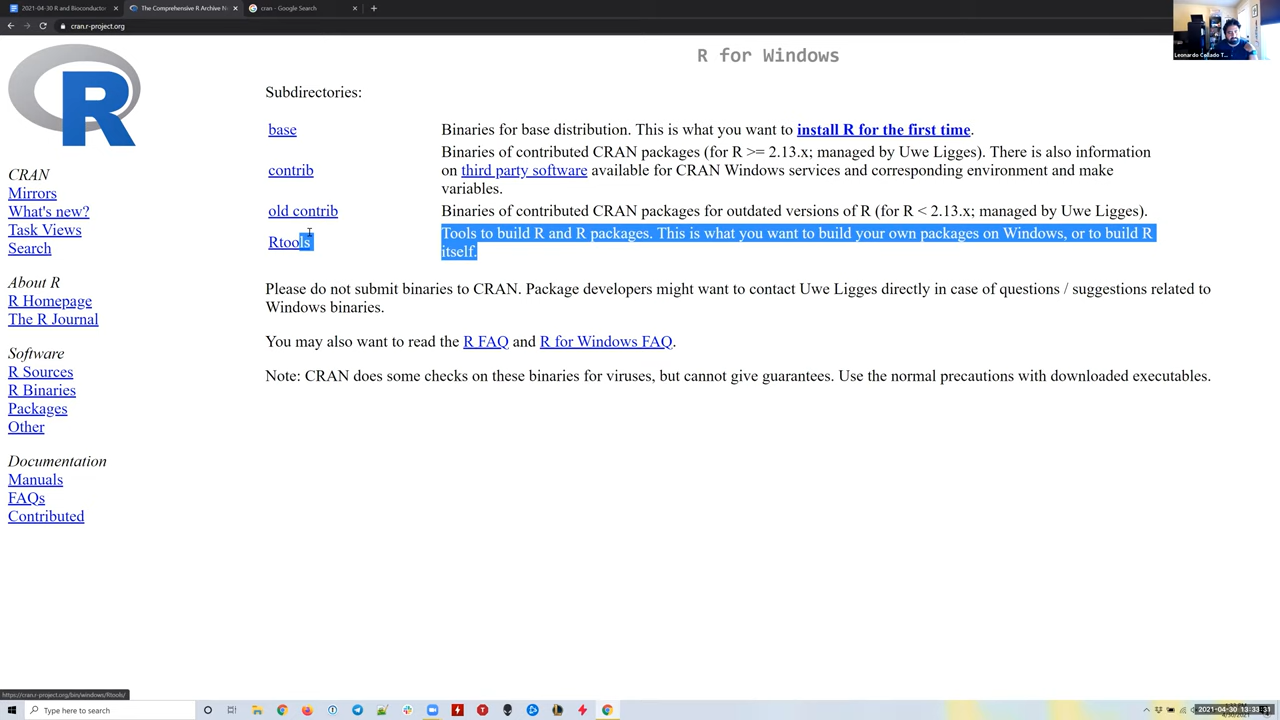 2021-04-30 R and Bioconducto
The Comprehensive R Archive N
cran - Google Search
cran.r-project.org
Leonardo Collado T...
R for Windows
R
Subdirectories:
base
Binaries for base distribution. This is what you want to install R for the first time.
contrib
Binaries of contributed CRAN packages (for R >= 2.13.x; managed by Uwe Ligges). There is also information
on third party software available for CRAN Windows services and corresponding environment and make
variables.
old contrib
Binaries of contributed CRAN packages for outdated versions of R (for R < 2.13.x; managed by Uwe Ligges).
Rtools
Tools to build R and R packages. This is what you want to build your own packages on Windows, or to build R
itself.
Please do not submit binaries to CRAN. Package developers might want to contact Uwe Ligges directly in case of questions / suggestions related to
Windows binaries.
You may also want to read the R FAQ and R for Windows FAQ.
Note: CRAN does some checks on these binaries for viruses, but cannot give guarantees. Use the normal precautions with downloaded executables.
CRAN
Mirrors
What's new?
Task Views
Search
About R
R Homepage
The R Journal
Software
R Sources
R Binaries
Packages
Other
Documentation
Manuals
FAQs
Contributed
https://cran.r-project.org/bin/windows/Rtools/
Type here to search
2021-04-30 13:33:31